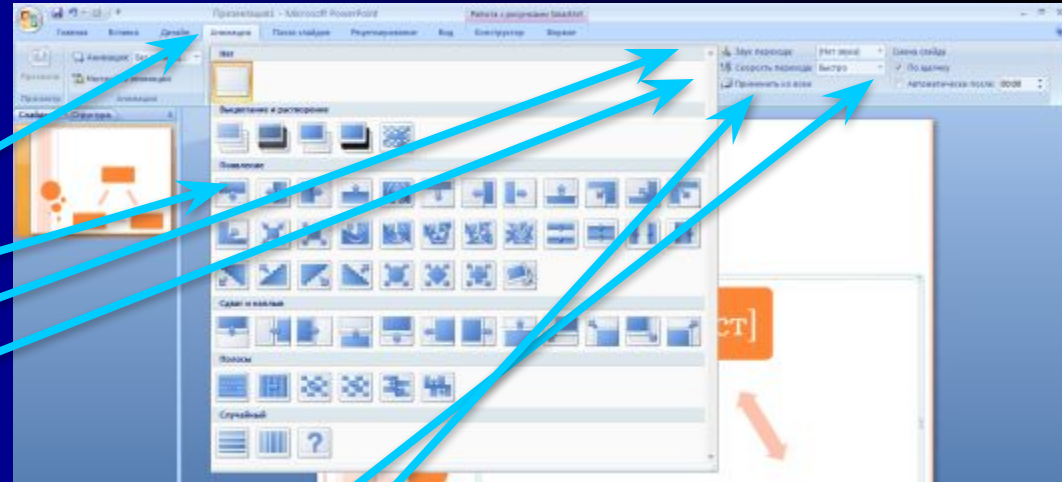 Презентация1 - Microsoft PowerPoint
Работа с рисунками SmartArt
Главная Вставка Дизайн Анимация Показ слайдов Рецензирование Вид Конструктор Формат
Анимация:
Настройка анимации
Просмотр
Анимация
Нет
Выцветание и растворение
Появление
Сдвиг и наплыв
Полосы
Случайный
Звук перехода: [Нет звука]
Скорость перехода: Быстро
Применить ко всем
Смена слайда
По щелчку
Автоматически после: 00:00
Структура
ст]